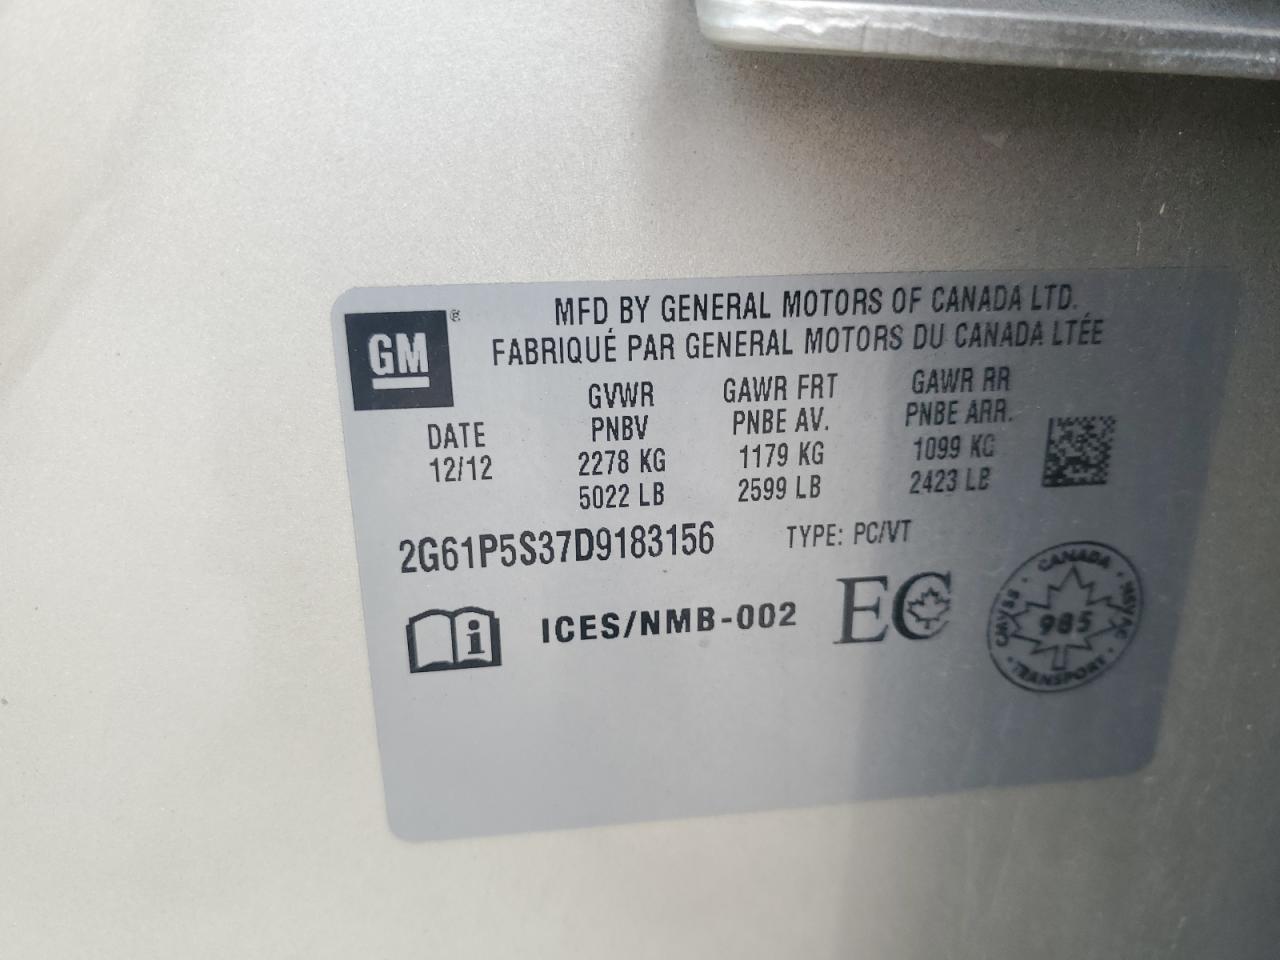 GM®
MFD BY GENERAL MOTORS OF CANADA LTD.
FABRIQUÉ PAR GENERAL MOTORS DU CANADA LTÉE
DATE
12/12
GVWR
PNBV
2278 KG
5022 LB
GAWR FRT
PNBE AV.
1179 KG
2599 LB
GAWR RR
PNBE ARR.
1099 KG
2423 LB
2G61P5S37D9183156
TYPE: PC/VT
i
ICES/NMB-002
EC
CMVSS · CANADA · NSVAC
985
· TRANSPORT ·